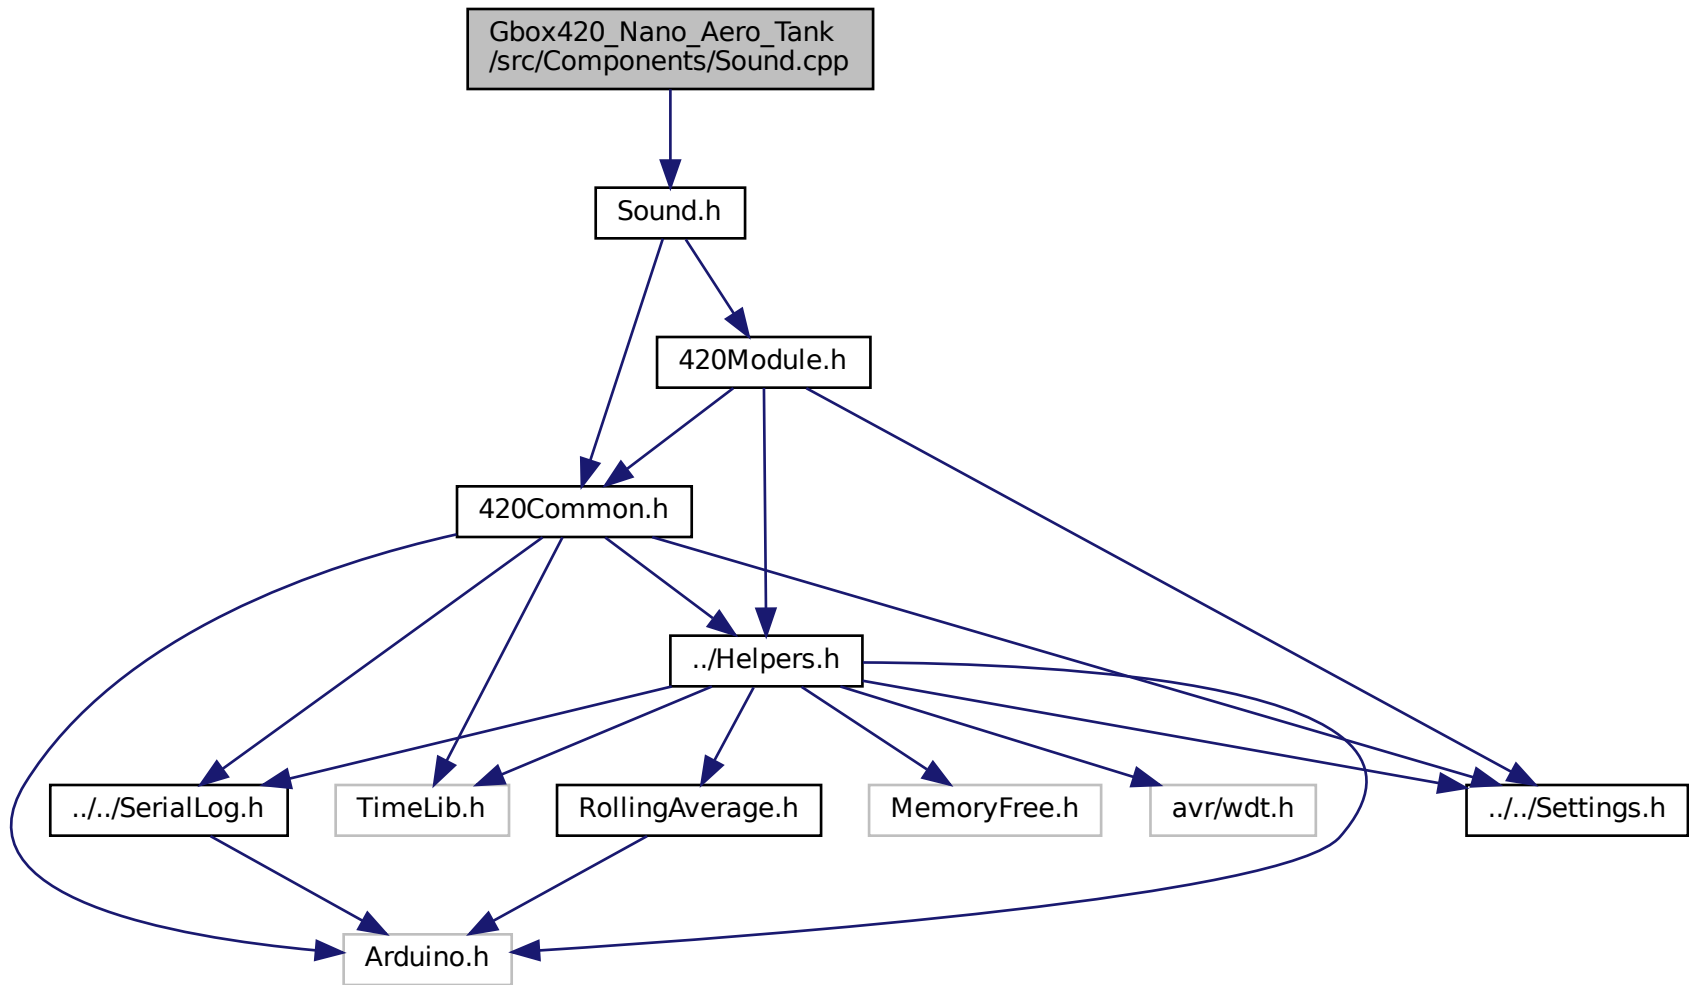 Gbox420_Nano_Aero_Tank
/src/Components/Sound.cpp
Sound.h
420Module.h
420Common.h
../Helpers.h
../../SerialLog.h
TimeLib.h
RollingAverage.h
MemoryFree.h
avr/wdt.h
../../Settings.h
Arduino.h